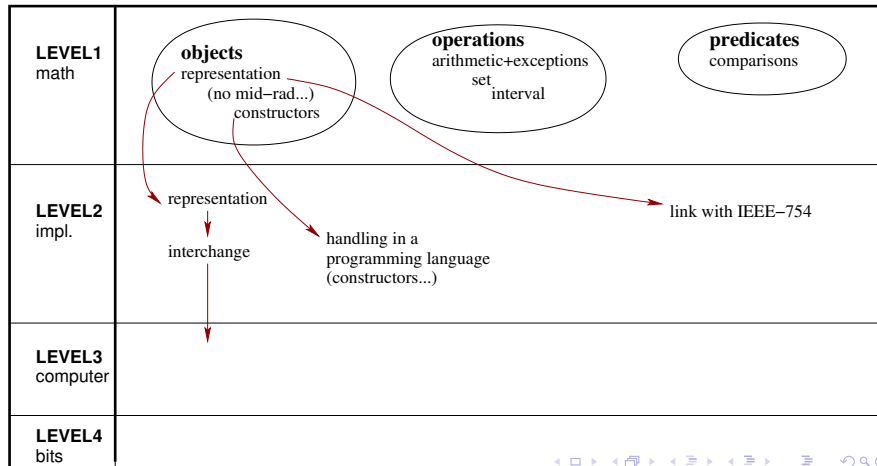 LEVEL1
math
objects
representation
(no mid−rad...)
constructors
operations
arithmetic+exceptions
set
interval
predicates
comparisons
LEVEL2
impl.
representation
interchange
handling in a
programming language
(constructors...)
link with IEEE−754
LEVEL3
computer
LEVEL4
bits